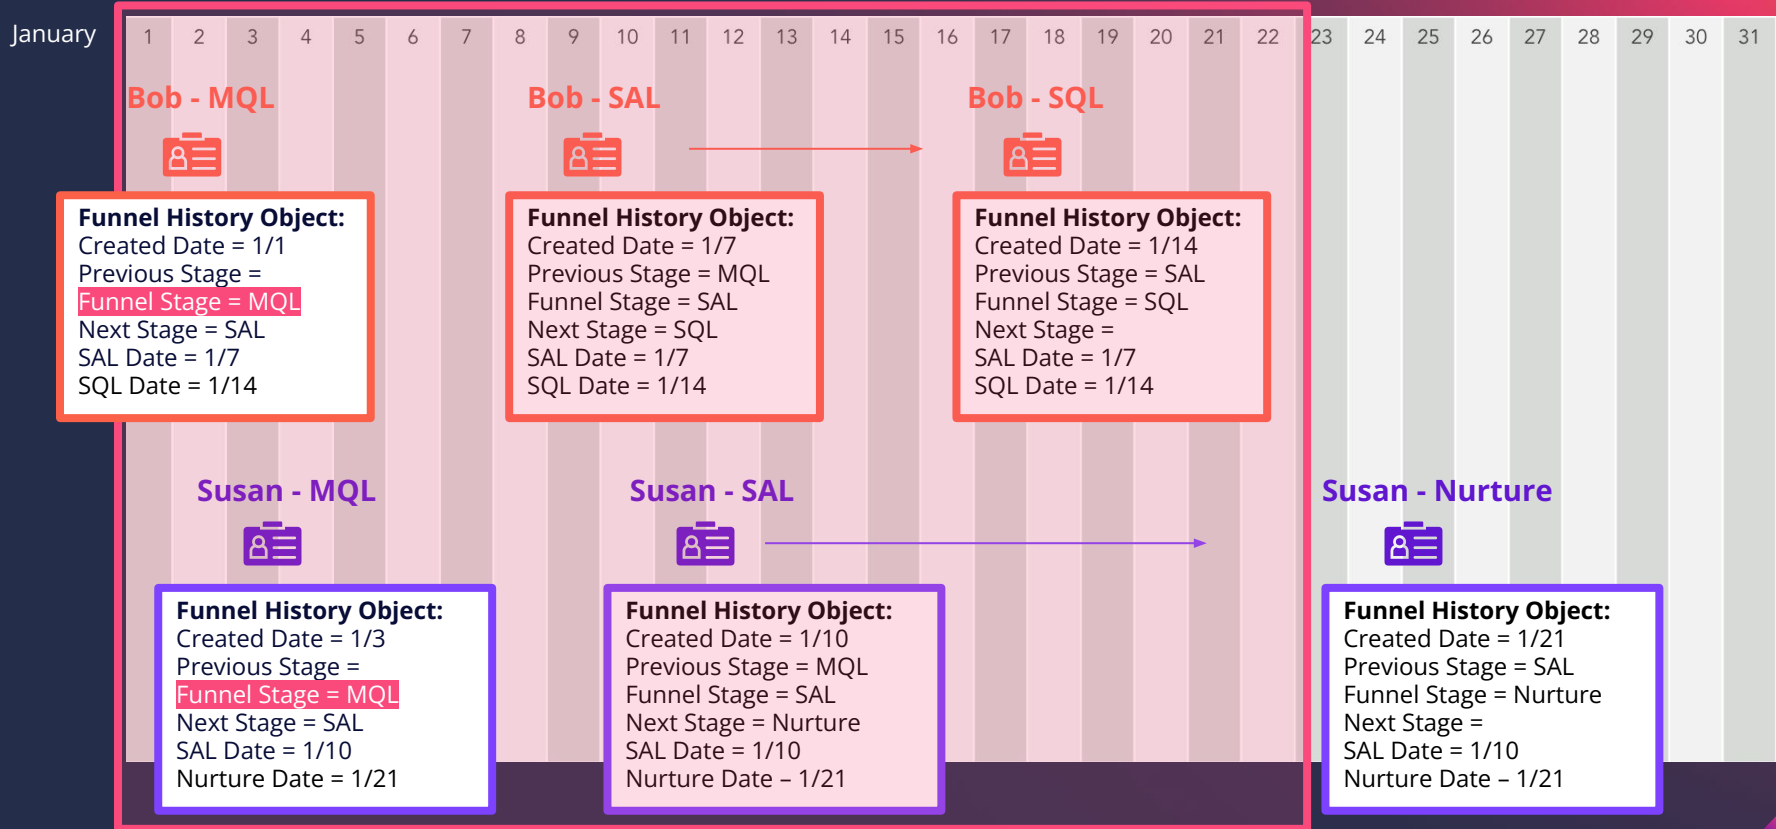 January 1 2 3 4 5 6 7 8 9 10 11 12 13 14 15 16 17 18 19 20 21 22 23 24 25 26 27 28 29 30 31
Bob - MQL
Bob - SAL
Bob - SQL
Funnel History Object:
Created Date = 1/1
Previous Stage =
Funnel Stage = MQL
Next Stage = SAL
SAL Date = 1/7
SQL Date = 1/14
Funnel History Object:
Created Date = 1/7
Previous Stage = MQL
Funnel Stage = SAL
Next Stage = SQL
SAL Date = 1/7
SQL Date = 1/14
Funnel History Object:
Created Date = 1/14
Previous Stage = SAL
Funnel Stage = SQL
Next Stage =
SAL Date = 1/7
SQL Date = 1/14
Susan - MQL
Susan - SAL
Susan - Nurture
Funnel History Object:
Created Date = 1/3
Previous Stage =
Funnel Stage = MQL
Next Stage = SAL
SAL Date = 1/10
Nurture Date = 1/21
Funnel History Object:
Created Date = 1/10
Previous Stage = MQL
Funnel Stage = SAL
Next Stage = Nurture
SAL Date = 1/10
Nurture Date – 1/21
Funnel History Object:
Created Date = 1/21
Previous Stage = SAL
Funnel Stage = Nurture
Next Stage =
SAL Date = 1/10
Nurture Date – 1/21